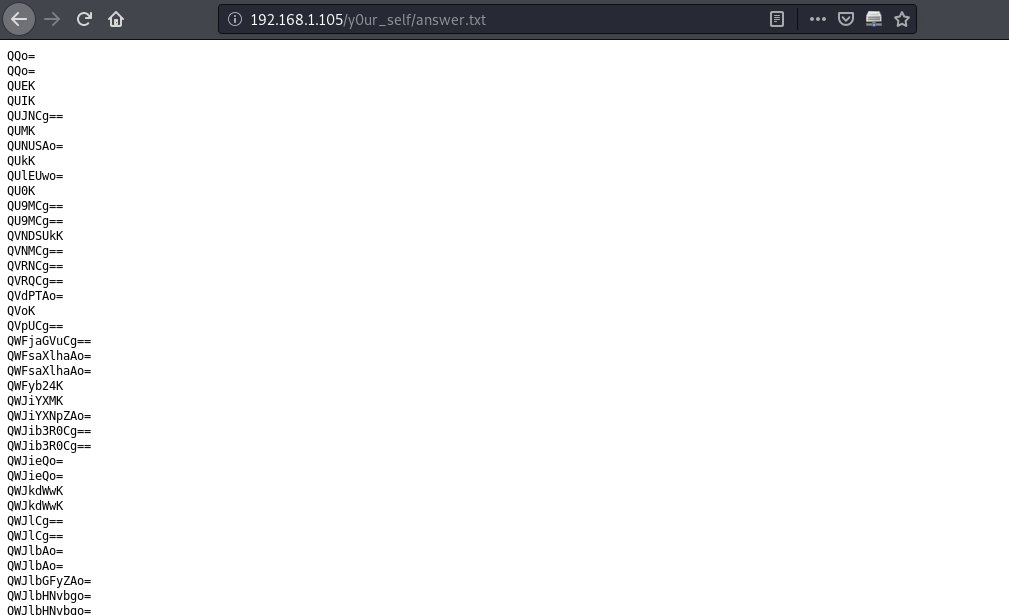 192.168.1.105/y0ur_self/answer.txt
QQo=
QQo=
QUEK
QUIK
QUJNCg==
QUMK
QUNUSAo=
QUkK
QUlEUwo=
QU0K
QU9MCg==
QU9MCg==
QVNDSUkK
QVNMCg==
QVRNCg==
QVRQCg==
QVdPTAo=
QVoK
QVpUCg==
QWFjaGVuCg==
QWFsaXlhaAo=
QWFsaXlhaAo=
QWFyb24K
QWJiYXMK
QWJiYXNpZAo=
QWJib3R0Cg==
QWJib3R0Cg==
QWJieQo=
QWJieQo=
QWJkdWwK
QWJkdWwK
QWJlCg==
QWJlCg==
QWJlbAo=
QWJlbAo=
QWJlbGFyZAo=
QWJlbHNvbgo=
QWJlbHNvbgo=